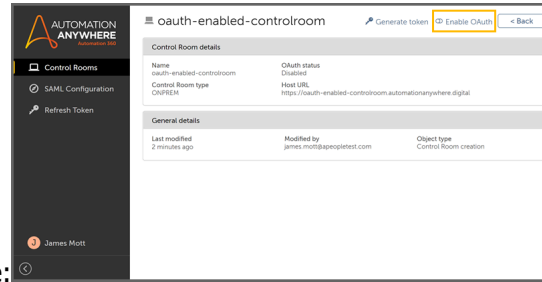 AUTOMATION
ANYWHERE
Automation 360
Control Rooms
SAML Configuration
Refresh Token
J James Mott
oauth-enabled-controlroom
Generate token
Enable OAuth
< Back
Control Room details
Name
oauth-enabled-controlroom
OAuth status
Disabled
Control Room type
ONPREM
Host URL
https://oauth-enabled-controlroom.automationanywhere.digital
General details
Last modified
2 minutes ago
Modified by
james.mott@apeopletest.com
Object type
Control Room creation